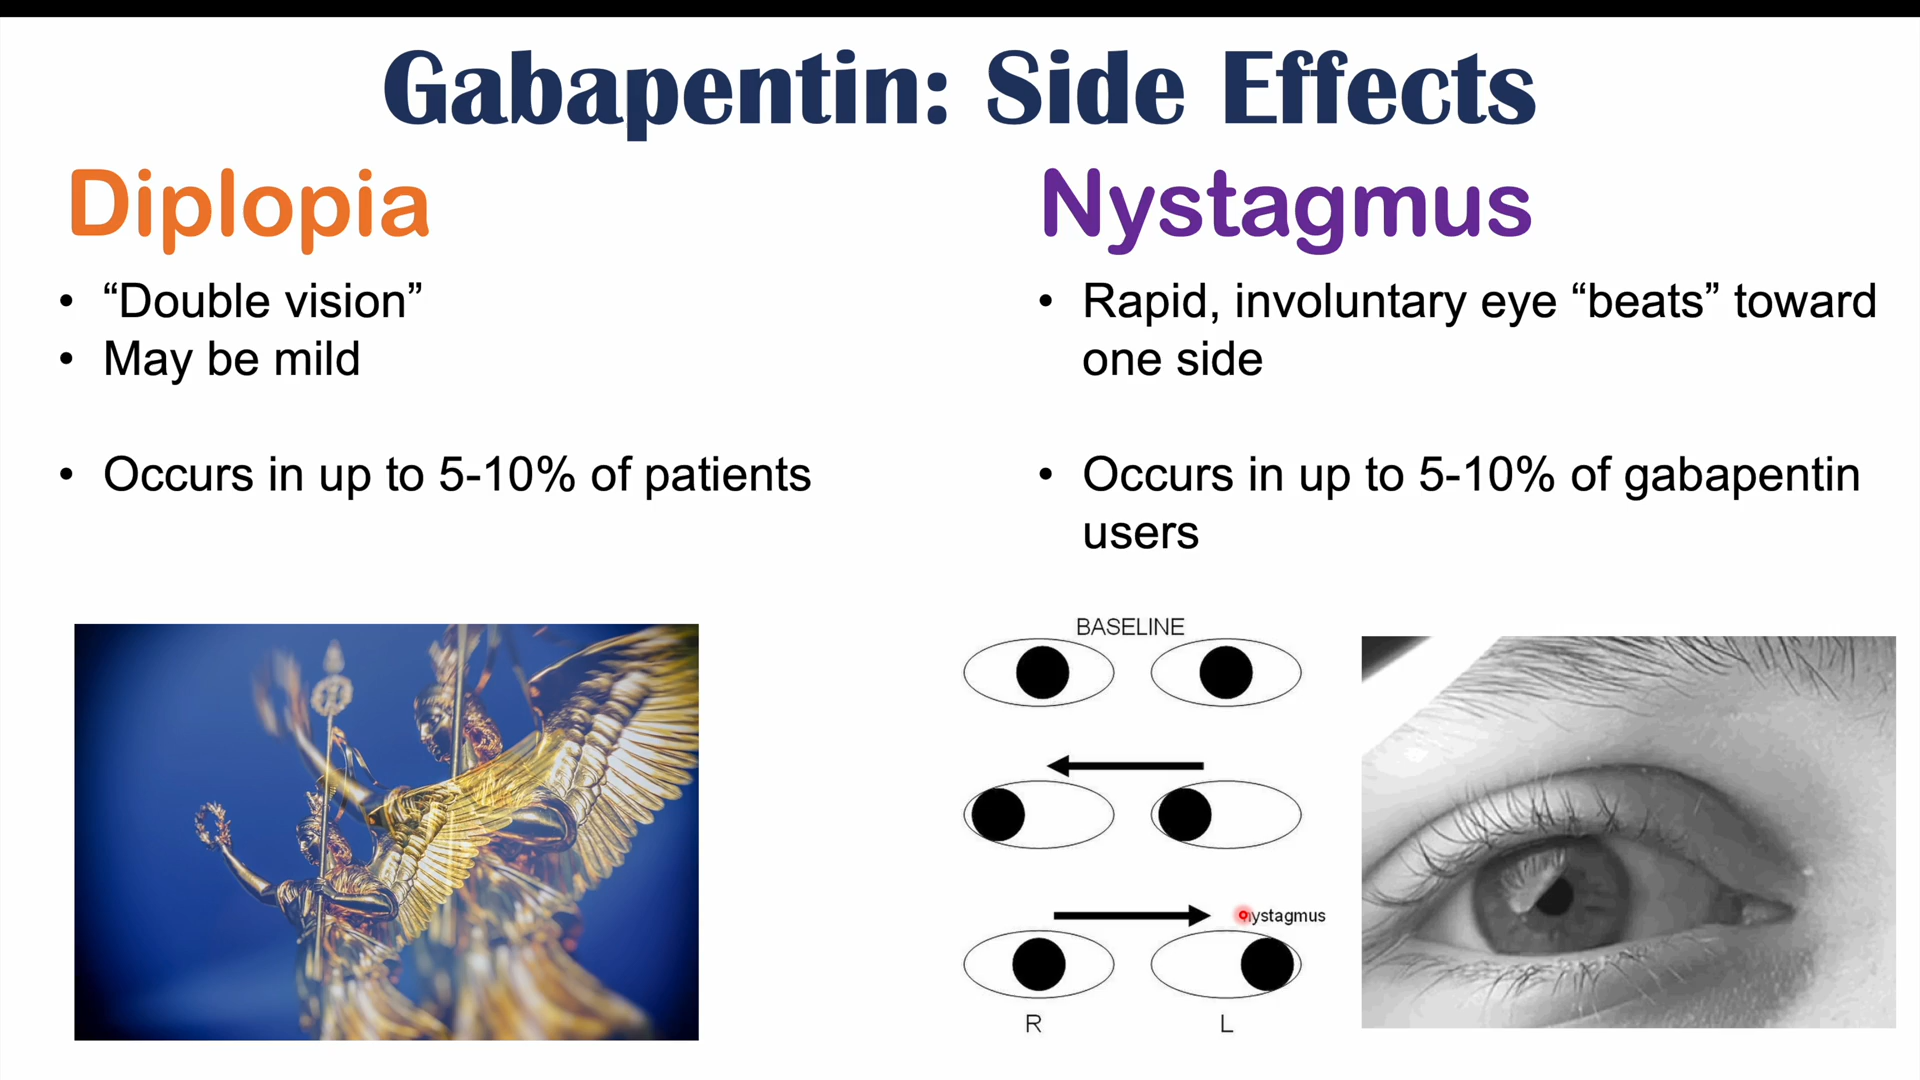 Gabapentin: Side Effects
Diplopia
• “Double vision”
• May be mild
• Occurs in up to 5-10% of patients
Nystagmus
• Rapid, involuntary eye “beats” toward
one side
• Occurs in up to 5-10% of gabapentin
users
BASELINE
nystagmus
R L